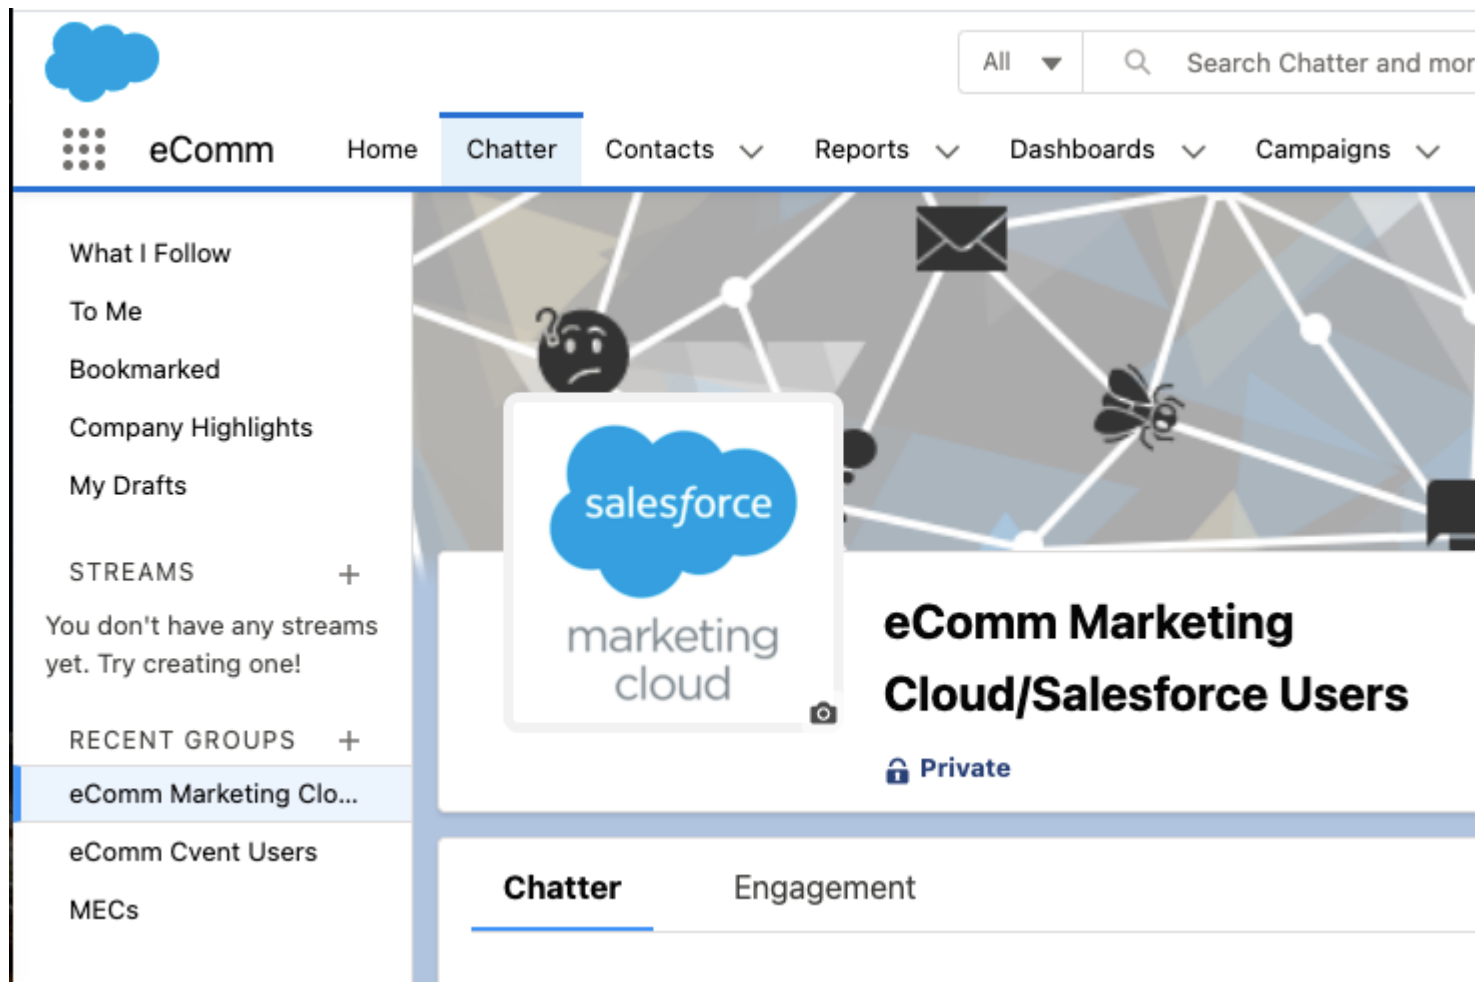 All
Search Chatter and mor
eComm
Home
Chatter
Contacts
Reports
Dashboards
Campaigns
What I Follow
To Me
Bookmarked
Company Highlights
My Drafts
STREAMS
You don't have any streams
yet. Try creating one!
RECENT GROUPS
eComm Marketing Clo...
eComm Cvent Users
MECs
salesforce
marketing
cloud
eComm Marketing
Cloud/Salesforce Users
Private
Chatter
Engagement